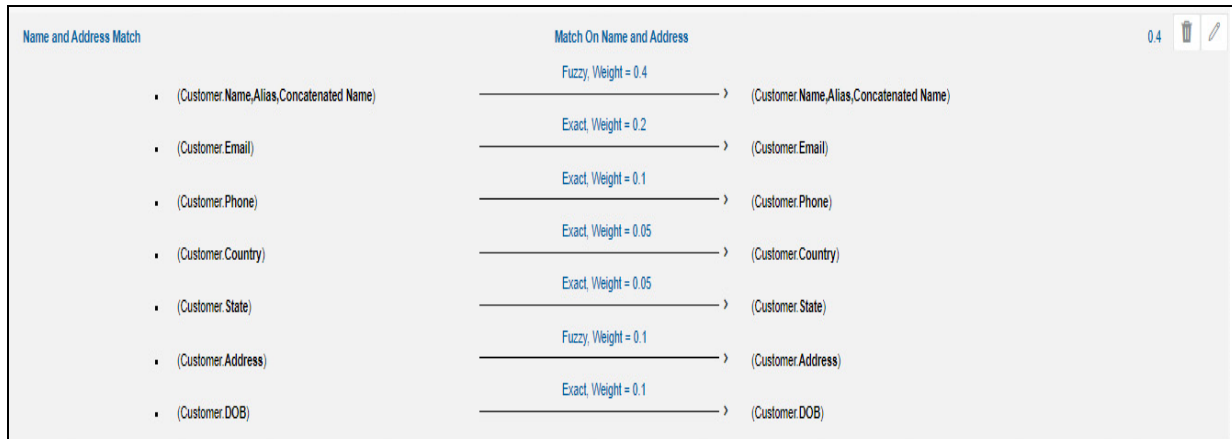 Name and Address Match Match On Name and Address 0.4
Fuzzy, Weight = 0.4
(Customer.Name,Alias,Concatenated Name) (Customer.Name,Alias,Concatenated Name)
Exact, Weight = 0.2
(Customer.Email) (Customer.Email)
Exact, Weight = 0.1
(Customer.Phone) (Customer.Phone)
Exact, Weight = 0.05
(Customer.Country) (Customer.Country)
Exact, Weight = 0.05
(Customer.State) (Customer.State)
Fuzzy, Weight = 0.1
(Customer.Address) (Customer.Address)
Exact, Weight = 0.1
(Customer.DOB) (Customer.DOB)